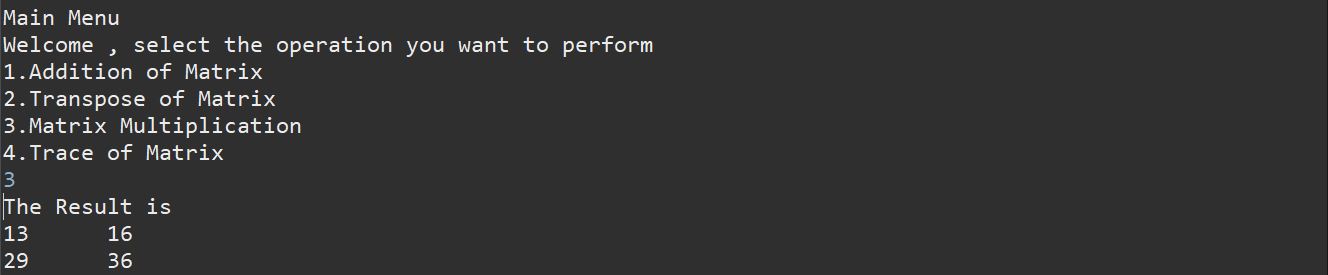 Main Menu
Welcome , select the operation you want to perform
1.Addition of Matrix
2.Transpose of Matrix
3.Matrix Multiplication
4.Trace of Matrix
3
The Result is
13      16
29      36